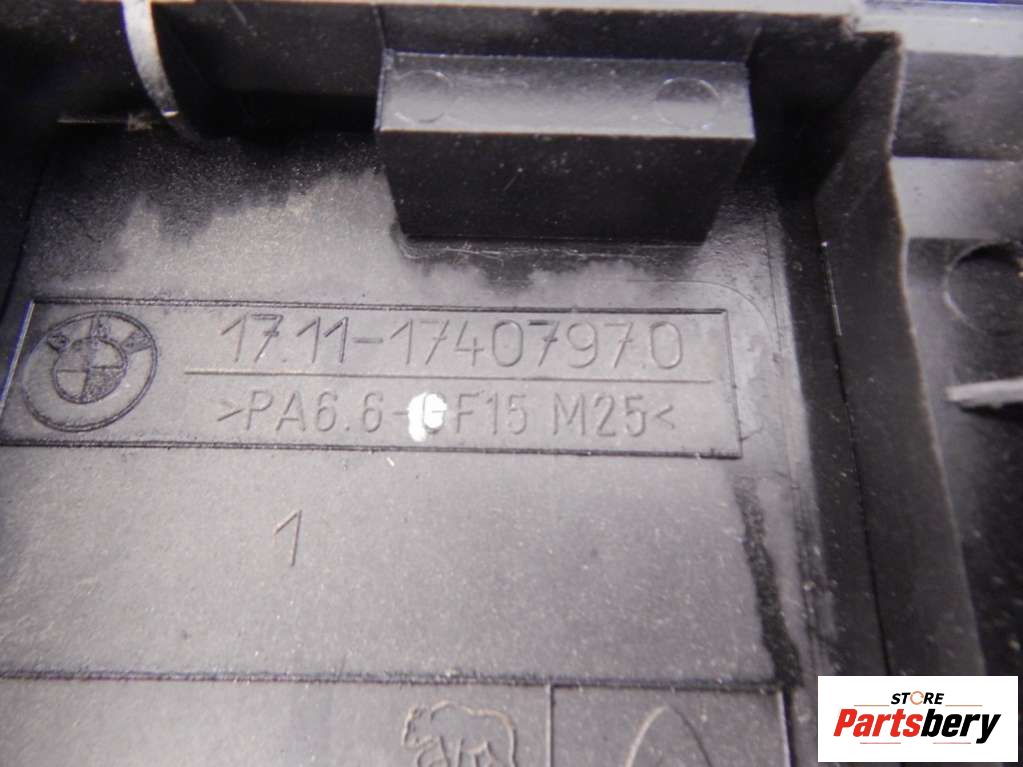 17.11-17407970
>PA6.6-GF15 M25<
1
STORE
Partsbery